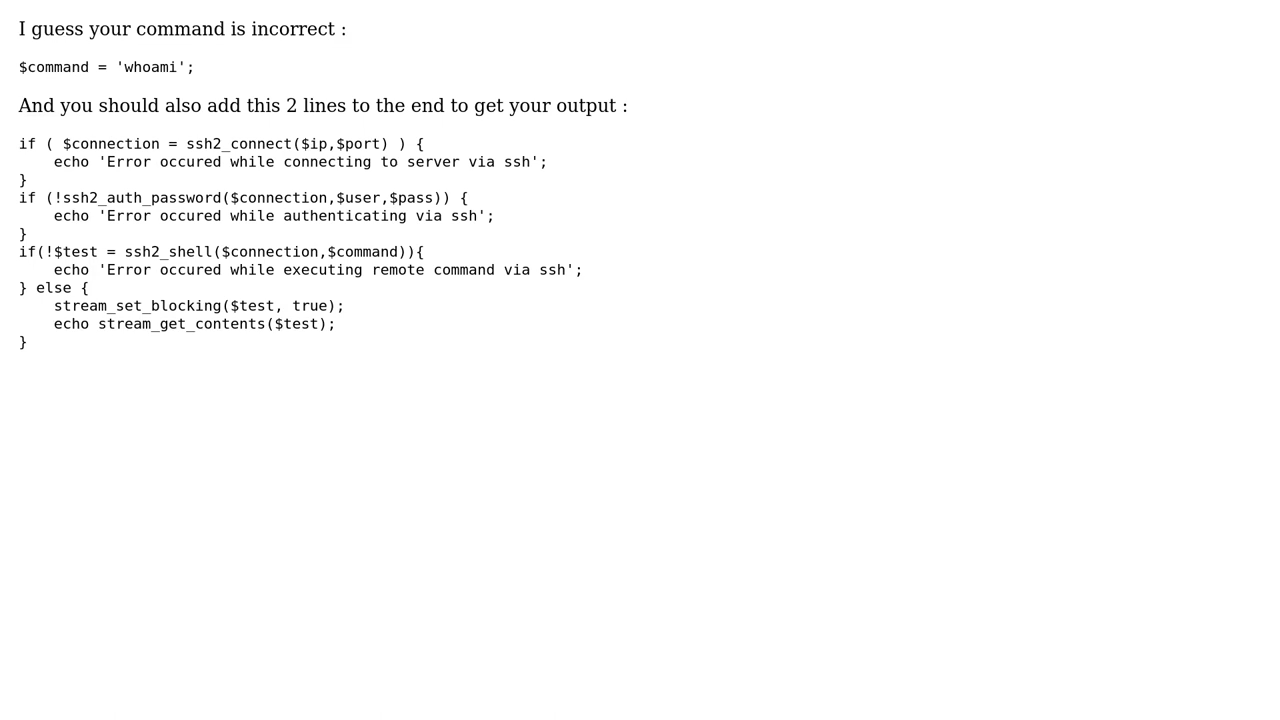 I guess your command is incorrect :
$command = 'whoami';
And you should also add this 2 lines to the end to get your output :
if ( $connection = ssh2_connect($ip,$port) ) {
    echo 'Error occured while connecting to server via ssh';
}
if (!ssh2_auth_password($connection,$user,$pass)) {
    echo 'Error occured while authenticating via ssh';
}
if(!$test = ssh2_shell($connection,$command)){
    echo 'Error occured while executing remote command via ssh';
} else {
    stream_set_blocking($test, true);
    echo stream_get_contents($test);
}